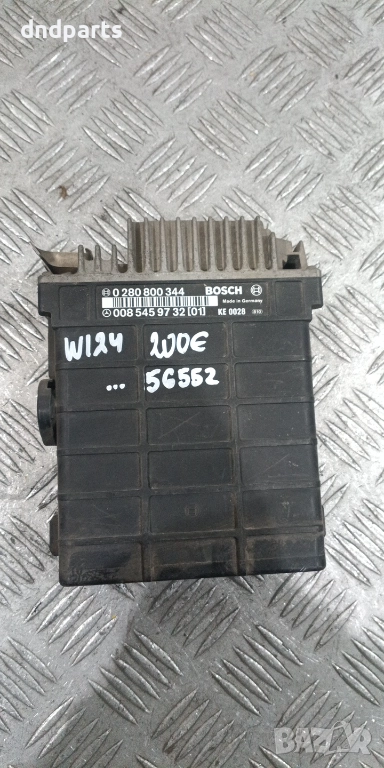 dndparts
0 280 800 344 BOSCH
Made in Germany
008 545 97 32 [01] KE 0028
W124 200E
... 56552
BAZAR